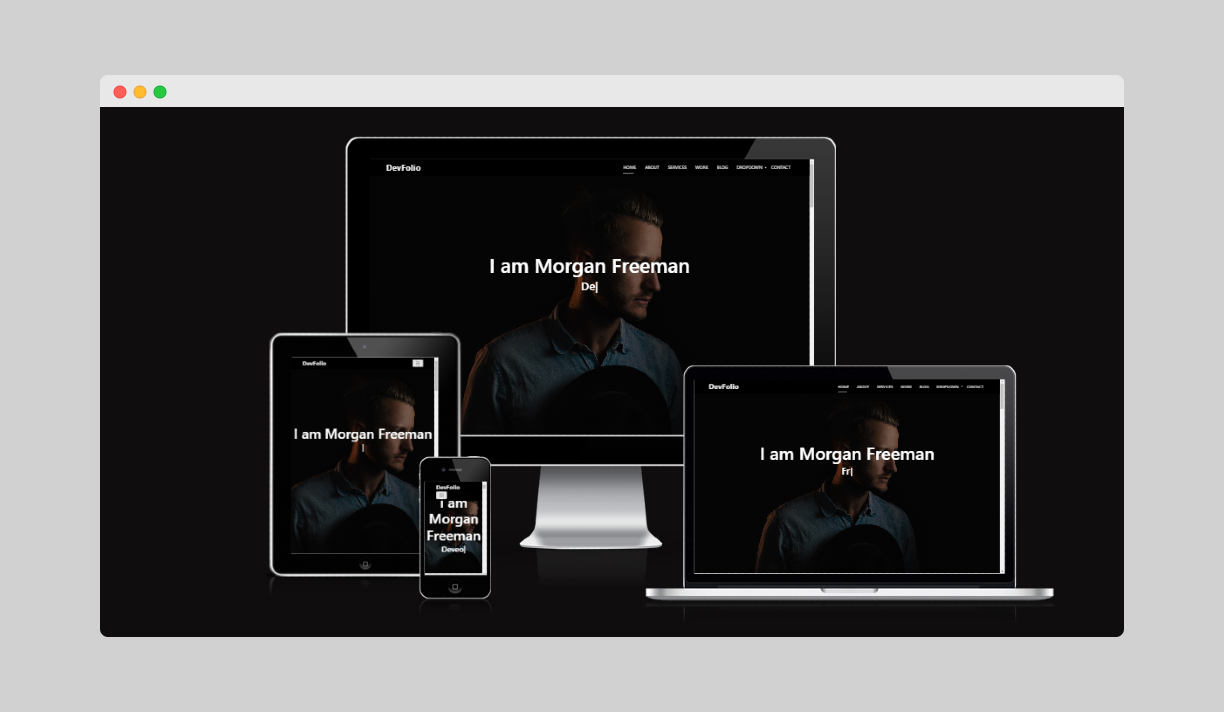 DevFolio
HOME ABOUT SERVICES WORK BLOG DROPDOWN CONTACT
I am Morgan Freeman
De|
DevFolio
I am Morgan Freeman
|
DevFolio
I am
Morgan
Freeman
Deveo|
DevFolio
HOME ABOUT SERVICES WORK BLOG DROPDOWN CONTACT
I am Morgan Freeman
Fr|